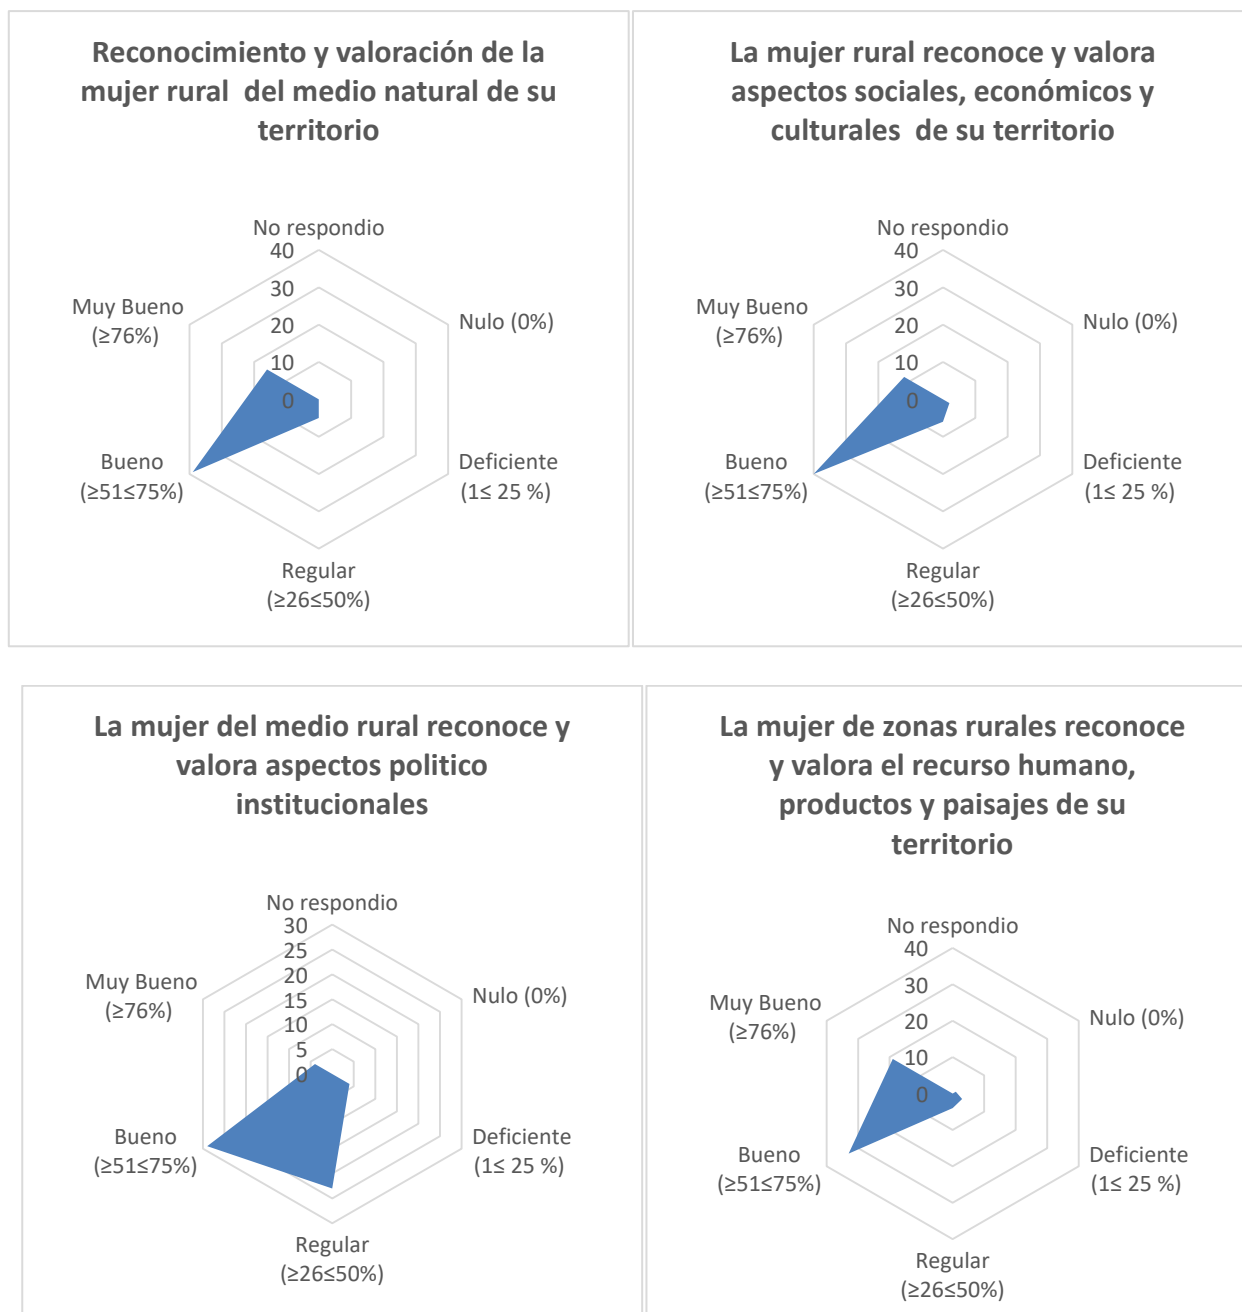 Reconocimiento y valoración de la
mujer rural del medio natural de su
territorio
No respondio
40
30
20
10
0
Nulo (0%)
Deficiente
(1≤ 25 %)
Regular
(≥26≤50%)
Bueno
(≥51≤75%)
Muy Bueno
(≥76%)
La mujer rural reconoce y valora
aspectos sociales, económicos y
culturales de su territorio
No respondio
40
30
20
10
0
Nulo (0%)
Deficiente
(1≤ 25 %)
Regular
(≥26≤50%)
Bueno
(≥51≤75%)
Muy Bueno
(≥76%)
La mujer del medio rural reconoce y
valora aspectos politico
institucionales
No respondio
30
25
20
15
10
5
0
Nulo (0%)
Deficiente
(1≤ 25 %)
Regular
(≥26≤50%)
Bueno
(≥51≤75%)
Muy Bueno
(≥76%)
La mujer de zonas rurales reconoce
y valora el recurso humano,
productos y paisajes de su
territorio
No respondio
40
30
20
10
0
Nulo (0%)
Deficiente
(1≤ 25 %)
Regular
(≥26≤50%)
Bueno
(≥51≤75%)
Muy Bueno
(≥76%)